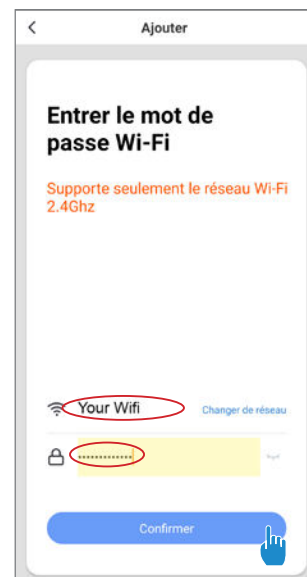 Ajouter
Entrer le mot de
passe Wi-Fi
Supporte seulement le réseau Wi-Fi
2.4Ghz
Your Wifi
Changer de réseau
.............
Confirmer